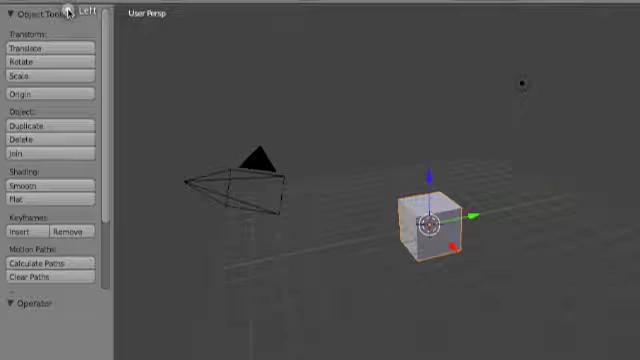 Left
Object Tools
User Persp
Transform:
Translate
Rotate
Scale
Origin
Object:
Duplicate
Delete
Join
Shading:
Smooth
Flat
Keyframes:
Insert Remove
Motion Paths:
Calculate Paths
Clear Paths
Operator